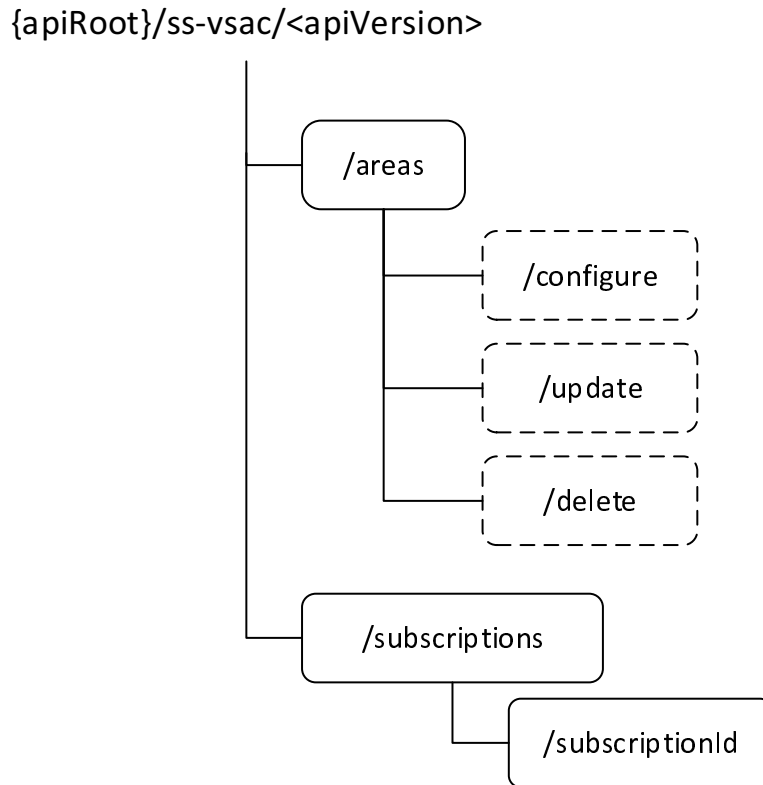 {apiRoot}/ss-vsac/<apiVersion>
/areas
/configure
/update
/delete
/subscriptions
/subscriptionId